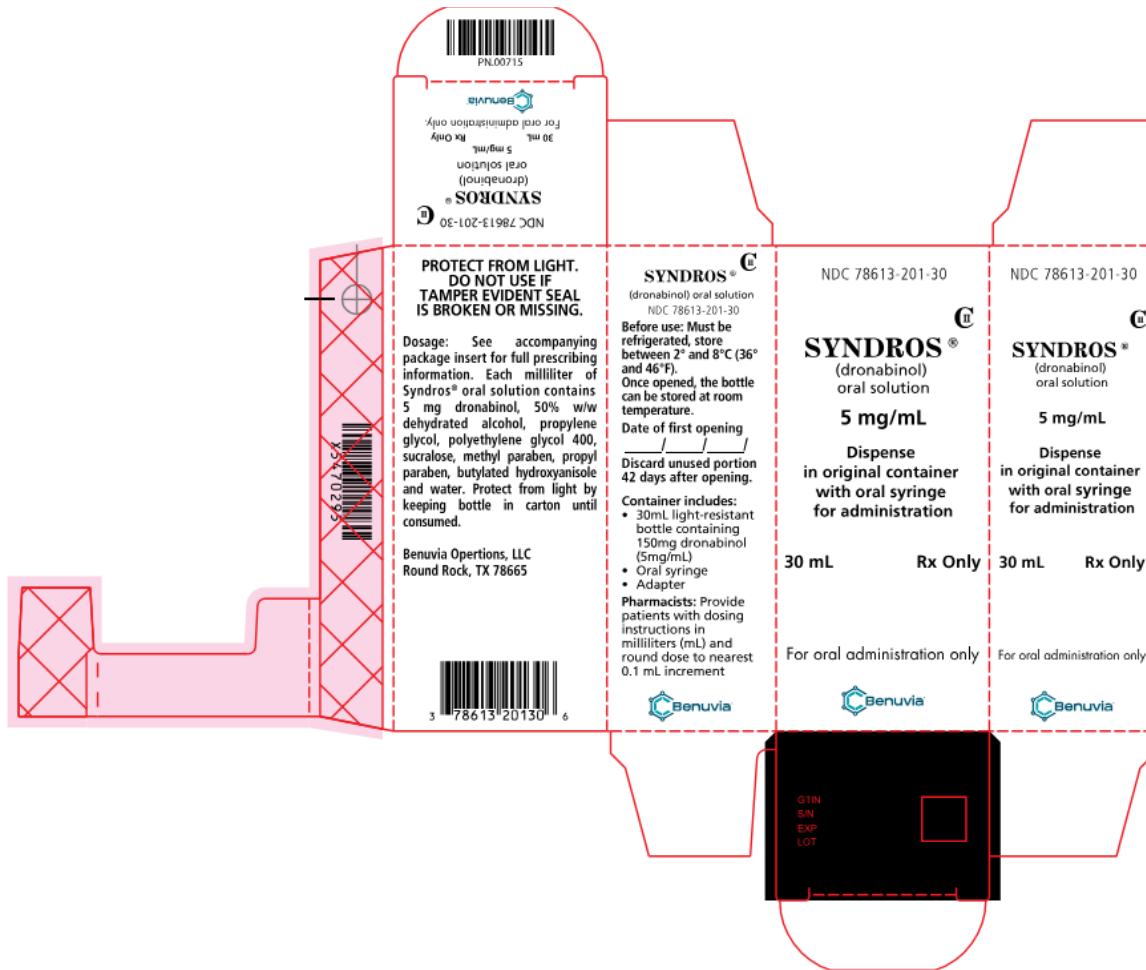 PN.00715
Benuvia
For oral administration only.
30 mL Rx Only
5 mg/mL
oral solution
(dronabinol)
SYNDROS®
CII
NDC 78613-201-30
PROTECT FROM LIGHT.
DO NOT USE IF
TAMPER EVIDENT SEAL
IS BROKEN OR MISSING.
Dosage: See accompanying
package insert for full prescribing
information. Each milliliter of
Syndros® oral solution contains
5 mg dronabinol, 50% w/w
dehydrated alcohol, propylene
glycol, polyethylene glycol 400,
sucralose, methyl paraben, propyl
paraben, butylated hydroxyanisole
and water. Protect from light by
keeping bottle in carton until
consumed.
Benuvia Opertions, LLC
Round Rock, TX 78665
3 78613 20130 6
x5470295
CII
SYNDROS®
(dronabinol) oral solution
NDC 78613-201-30
Before use: Must be
refrigerated, store
between 2° and 8°C (36°
and 46°F).
Once opened, the bottle
can be stored at room
temperature.
Date of first opening
_____/_____/_____/
Discard unused portion
42 days after opening.
Container includes:
• 30mL light-resistant
bottle containing
150mg dronabinol
(5mg/mL)
• Oral syringe
• Adapter
Pharmacists: Provide
patients with dosing
instructions in
milliliters (mL) and
round dose to nearest
0.1 mL increment
Benuvia
NDC 78613-201-30
CII
SYNDROS®
(dronabinol)
oral solution
5 mg/mL
Dispense
in original container
with oral syringe
for administration
30 mL Rx Only
For oral administration only
Benuvia
NDC 78613-201-30
CII
SYNDROS®
(dronabinol)
oral solution
5 mg/mL
Dispense
in original container
with oral syringe
for administration
30 mL Rx Only
For oral administration only
Benuvia
GTIN
S/N
EXP
LOT